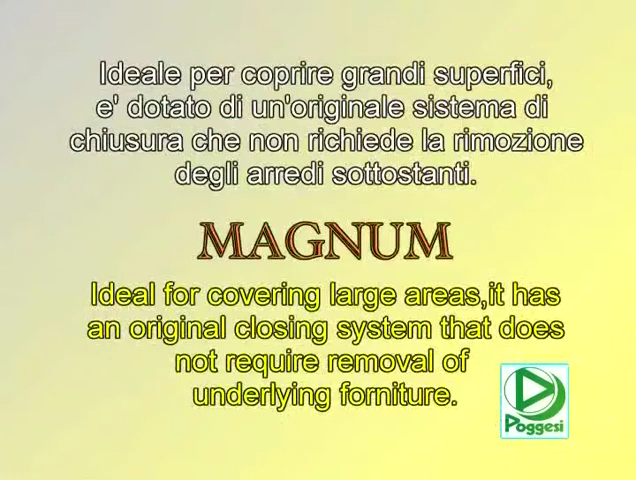 Ideale per coprire grandi superfici,
e' dotato di un'originale sistema di
chiusura che non richiede la rimozione
degli arredi sottostanti.
MAGNUM
Ideal for covering large areas,it has
an original closing system that does
not require removal of
underlying forniture.
Poggesi